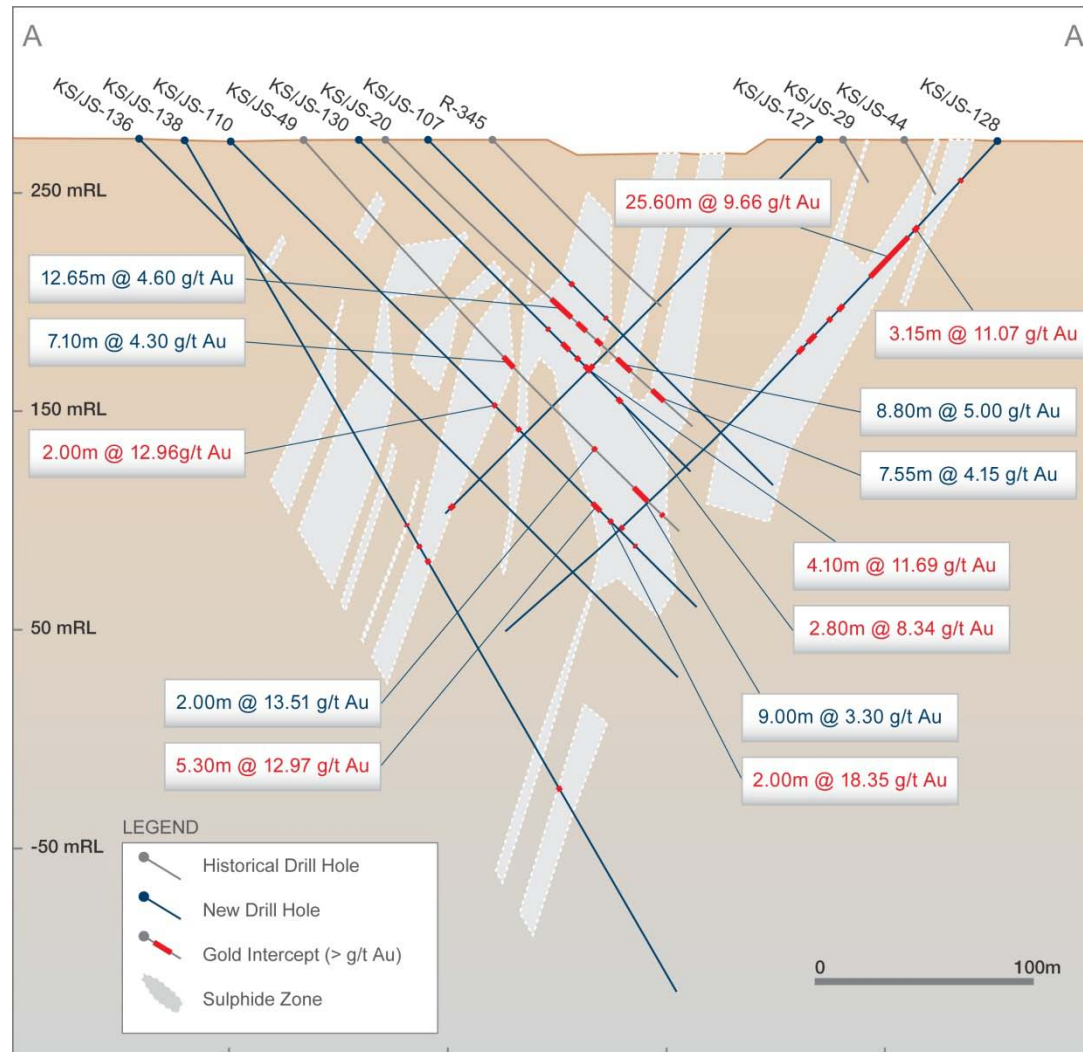 A
A
KS/JS-136
KS/JS-138
KS/JS-110
KS/JS-49
KS/JS-130
KS/JS-20
KS/JS-107
R-345
KS/JS-127
KS/JS-29
KS/JS-44
KS/JS-128
250 mRL
25.60m @ 9.66 g/t Au
12.65m @ 4.60 g/t Au
7.10m @ 4.30 g/t Au
3.15m @ 11.07 g/t Au
8.80m @ 5.00 g/t Au
150 mRL
2.00m @ 12.96g/t Au
7.55m @ 4.15 g/t Au
4.10m @ 11.69 g/t Au
2.80m @ 8.34 g/t Au
50 mRL
2.00m @ 13.51 g/t Au
9.00m @ 3.30 g/t Au
5.30m @ 12.97 g/t Au
2.00m @ 18.35 g/t Au
LEGEND
-50 mRL
Historical Drill Hole
New Drill Hole
Gold Intercept (> g/t Au)
Sulphide Zone
0 100m